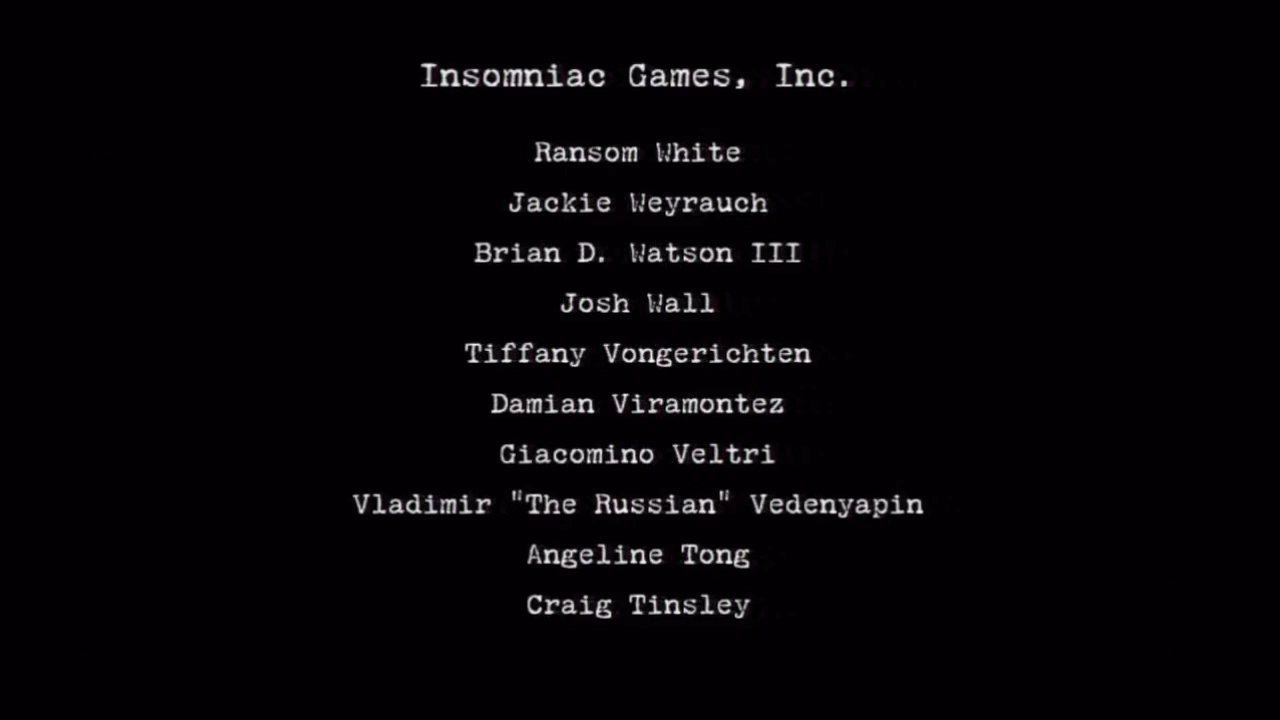 Insomniac Games, Inc.
Ransom White
Jackie Weyrauch
Brian D. Watson III
Josh Wall
Tiffany Vongerichten
Damian Viramontez
Giacomino Veltri
Vladimir "The Russian" Vedenyapin
Angeline Tong
Craig Tinsley